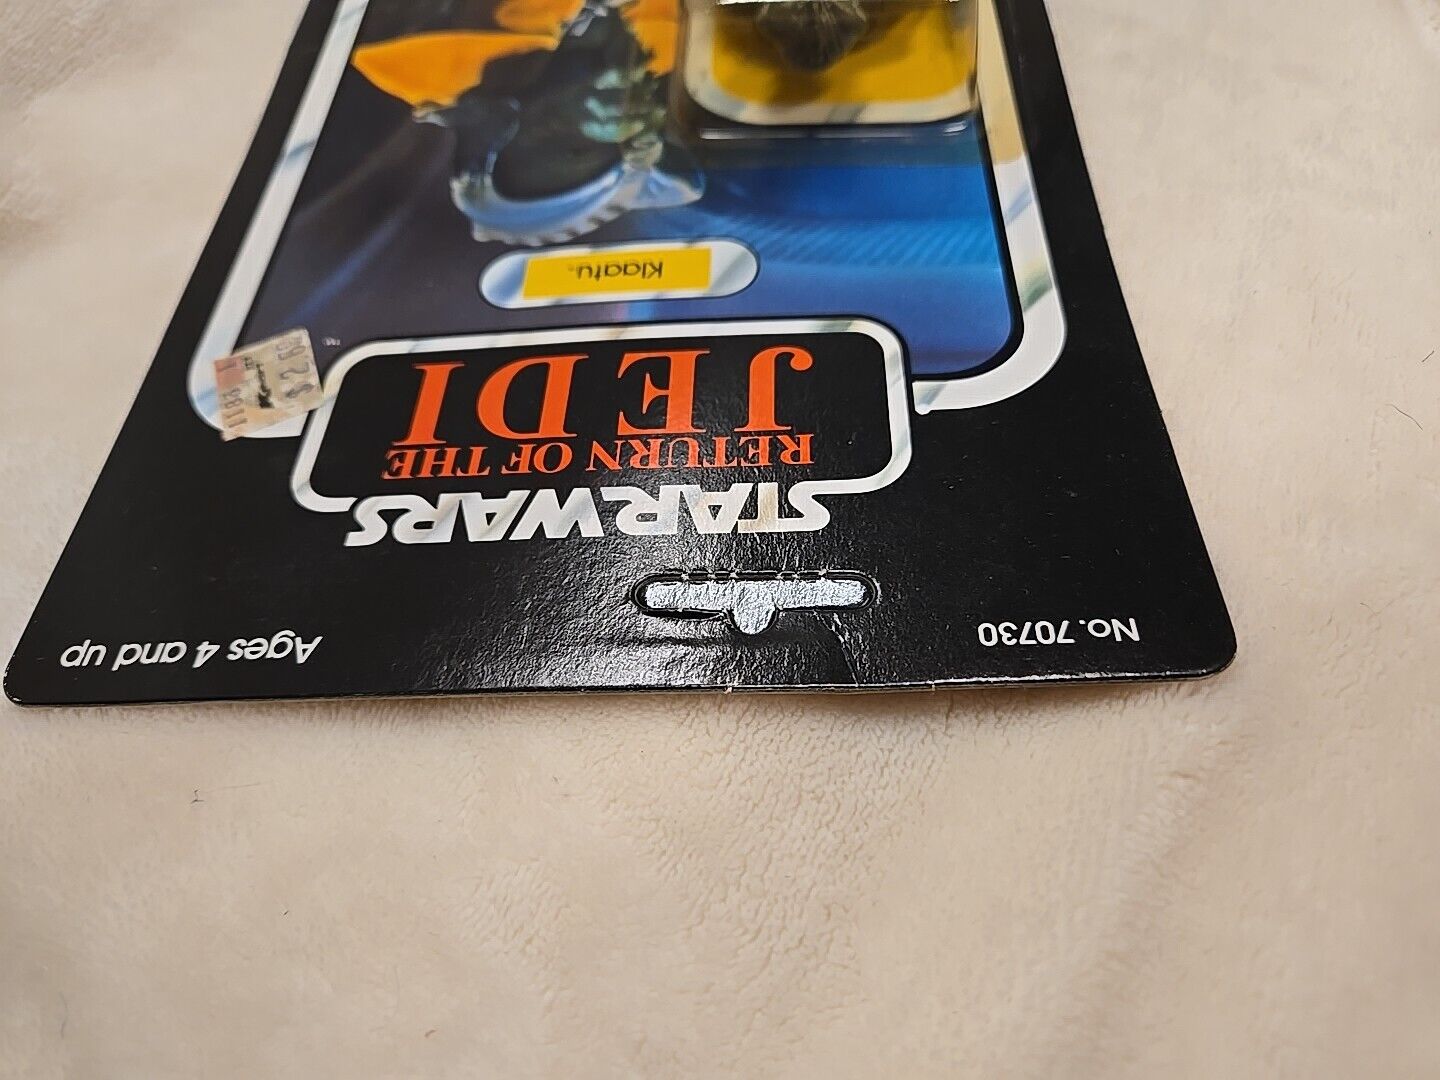 No. 70730
Ages 4 and up
STAR WARS
RETURN OF THE
JEDI
Klaatu.